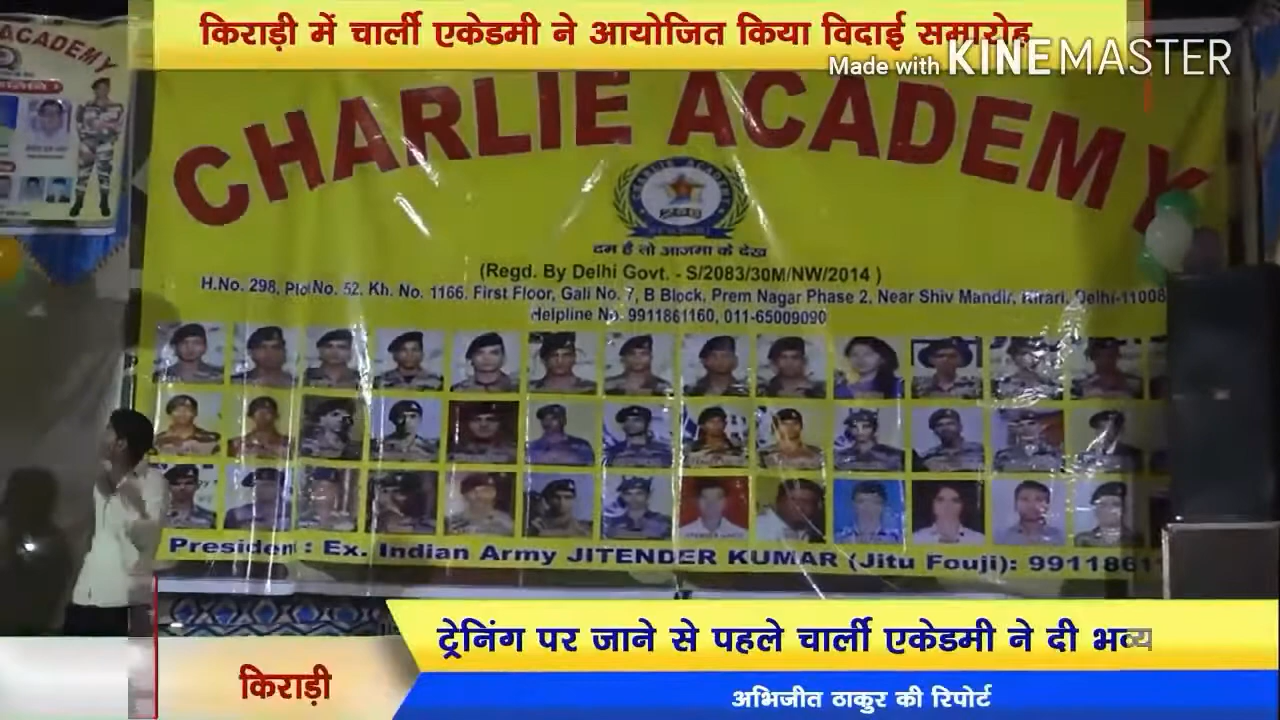 किराड़ी में चार्ली एकेडमी ने आयोजित किया विदाई समारोह
Made with KINEMASTER
ACADEMY
CHARLIE ACADEMY
दम है तो आजमा के देख
(Regd. By Delhi Govt. - S/2083/30M/NW/2014 )
H.No. 298, Plot No. 52, Kh. No. 1166, First Floor, Gali No. 7, B Block, Prem Nagar Phase 2, Near Shiv Mandir, Kirari, Delhi-11008
Helpline No. 9911861160, 011-65009090
President : Ex. Indian Army JITENDER KUMAR (Jitu Fouji): 9911861
ट्रेनिंग पर जाने से पहले चार्ली एकेडमी ने दी भव्य
किराड़ी
अभिजीत ठाकुर की रिपोर्ट